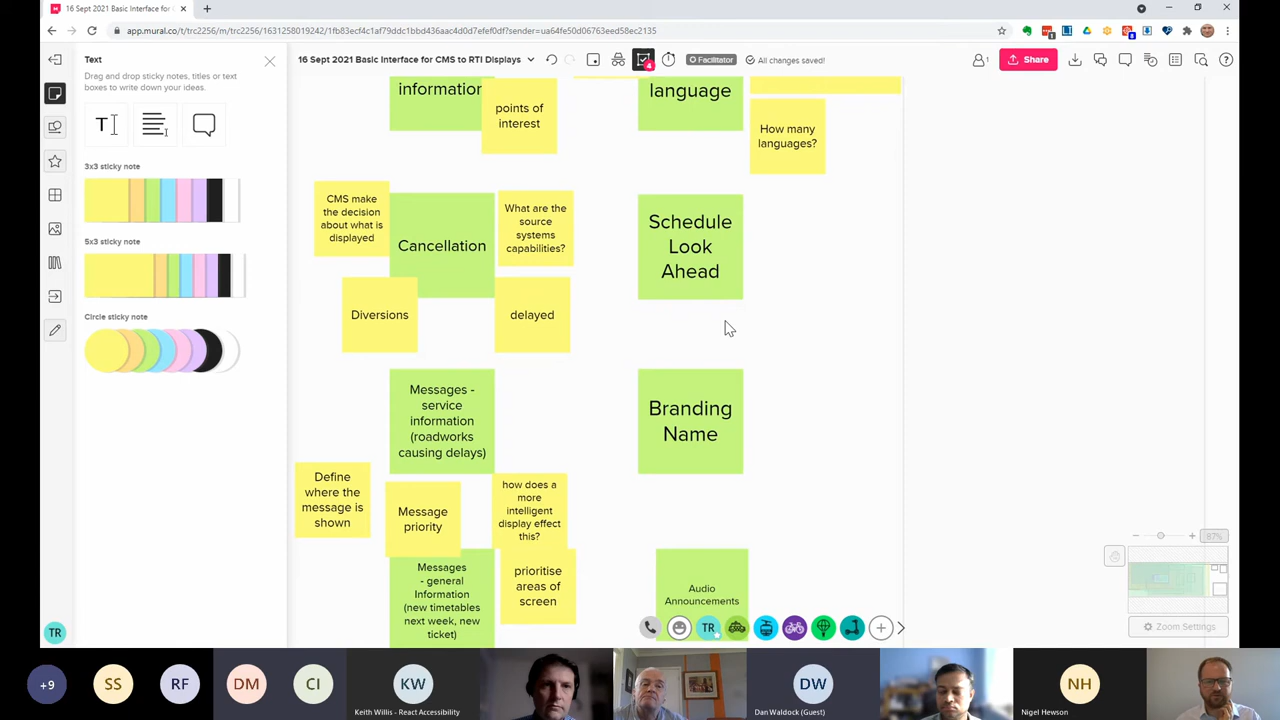 16 Sept 2021 Basic Interface for C
app.mural.co/t/trc2256/m/trc2256/1631258019242/1fb83ecf4c1af79ddc1bbd436aac4d0d7efef0df?sender=ua64fe50d06763eed58ec2135
16 Sept 2021 Basic Interface for CMS to RTI Displays
4
Facilitator
All changes saved!
1
Share
Text
Drag and drop sticky notes, titles or text
boxes to write down your ideas.
T
3x3 sticky note
5x3 sticky note
Circle sticky note
information
points of
interest
language
How many
languages?
CMS make
the decision
about what is
displayed
Cancellation
What are the
source
systems
capabilities?
Diversions
delayed
Schedule
Look
Ahead
Messages -
service
information
(roadworks
causing delays)
Branding
Name
Define
where the
message is
shown
Message
priority
how does a
more
intelligent
display effect
this?
Messages
- general
Information
(new timetables
next week, new
ticket)
prioritise
areas of
screen
Audio
Announcements
87%
Zoom Settings
TR
TR
+9
SS
RF
DM
CI
KW
Keith Willis - React Accessibility
DW
Dan Waldock (Guest)
NH
Nigel Hewson